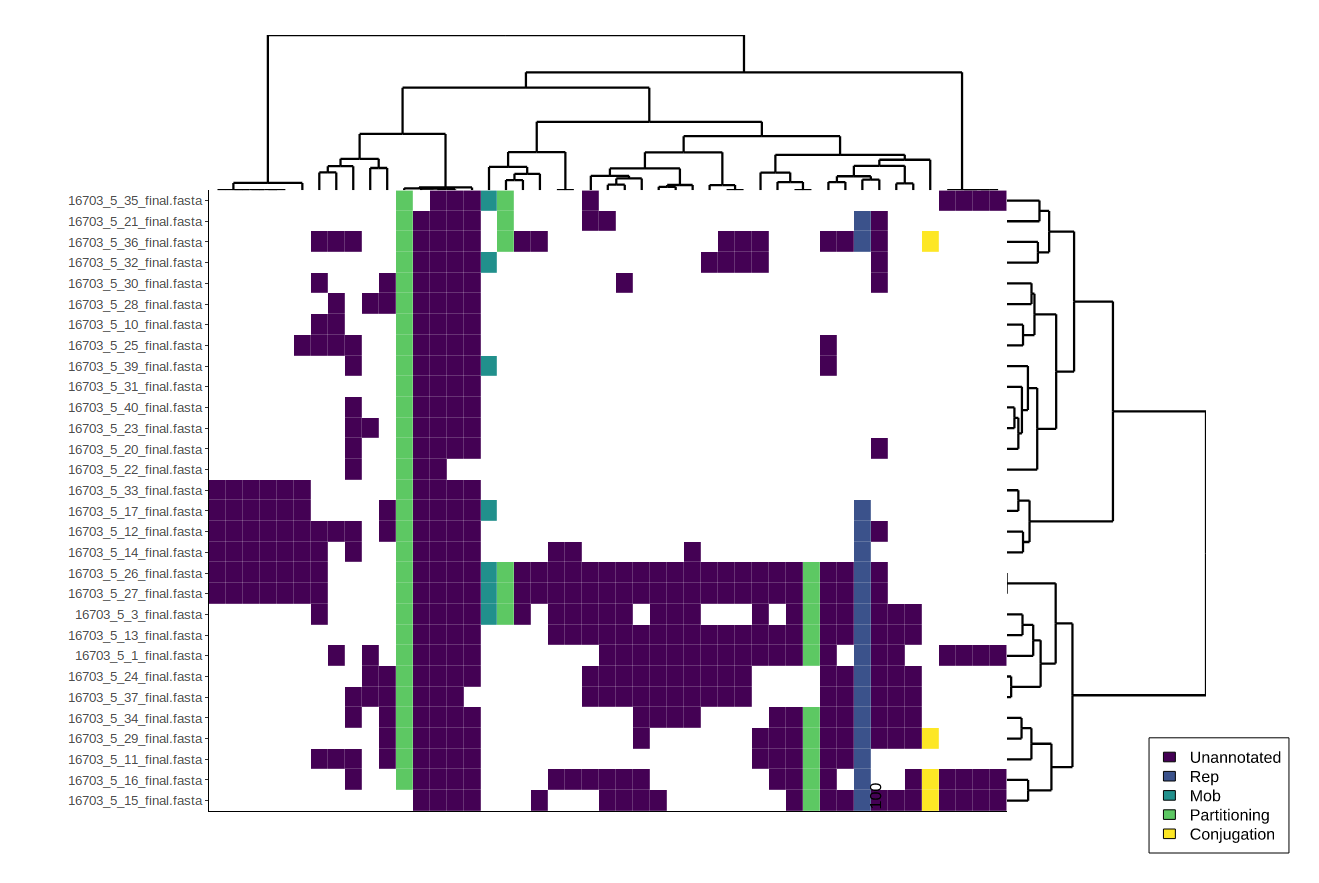 16703_5_35_final.fasta
16703_5_21_final.fasta
16703_5_36_final.fasta
16703_5_32_final.fasta
16703_5_30_final.fasta
16703_5_28_final.fasta
16703_5_10_final.fasta
16703_5_25_final.fasta
16703_5_39_final.fasta
16703_5_31_final.fasta
16703_5_40_final.fasta
16703_5_23_final.fasta
16703_5_20_final.fasta
16703_5_22_final.fasta
16703_5_33_final.fasta
16703_5_17_final.fasta
16703_5_12_final.fasta
16703_5_14_final.fasta
16703_5_26_final.fasta
16703_5_27_final.fasta
16703_5_3_final.fasta
16703_5_13_final.fasta
16703_5_1_final.fasta
16703_5_24_final.fasta
16703_5_37_final.fasta
16703_5_34_final.fasta
16703_5_29_final.fasta
16703_5_11_final.fasta
16703_5_16_final.fasta
16703_5_15_final.fasta
100
Unannotated
Rep
Mob
Partitioning
Conjugation